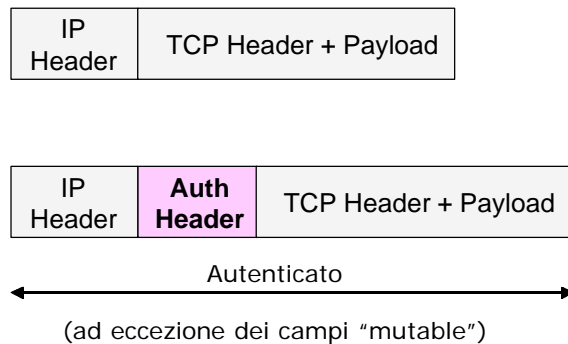 IP
Header
TCP Header + Payload
IP
Header
Auth
Header
TCP Header + Payload
Autenticato
(ad eccezione dei campi “mutable”)